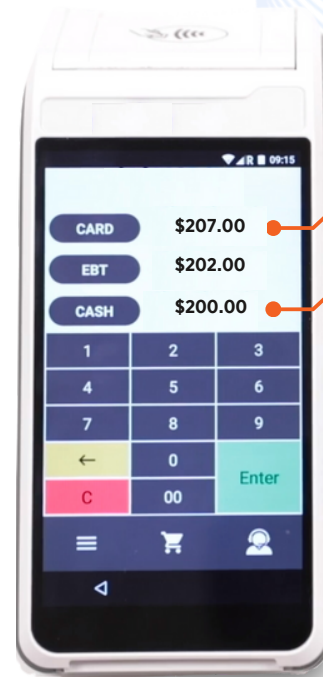 R 09:15
CARD $207.00
EBT $202.00
CASH $200.00
1 2 3
4 5 6
7 8 9
← 0 Enter
C 00